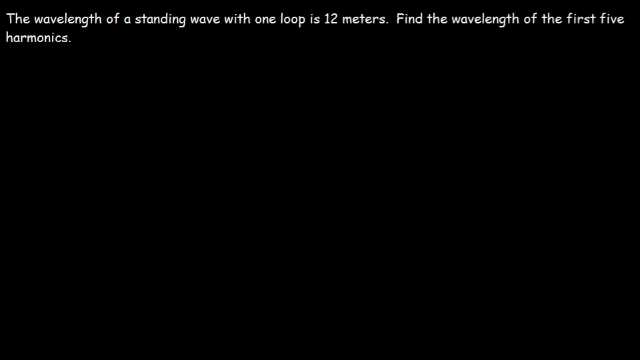 The wavelength of a standing wave with one loop is 12 meters.  Find the wavelength of the first five
harmonics.